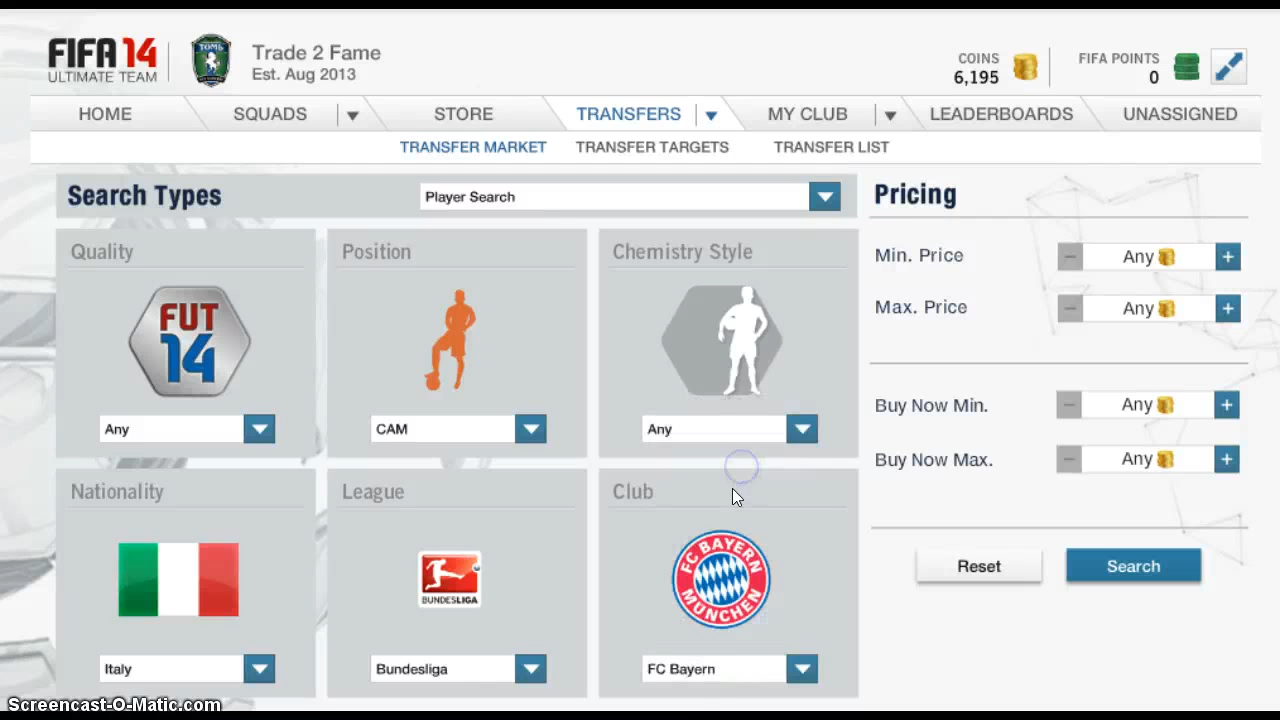 FIFA 14
ULTIMATE TEAM
ТОМЬ
Trade 2 Fame
Est. Aug 2013
COINS
6,195
FIFA POINTS
0
HOME
SQUADS
STORE
TRANSFERS
MY CLUB
LEADERBOARDS
UNASSIGNED
TRANSFER MARKET
TRANSFER TARGETS
TRANSFER LIST
Search Types
Player Search
Quality
FUT
14
Any
Position
CAM
Chemistry Style
Any
Nationality
Italy
League
BUNDESLIGA
Bundesliga
Club
FC BAYERN
MÜNCHEN
FC Bayern
Pricing
Min. Price
Any
Max. Price
Any
Buy Now Min.
Any
Buy Now Max.
Any
Reset
Search
Screencast-O-Matic.com